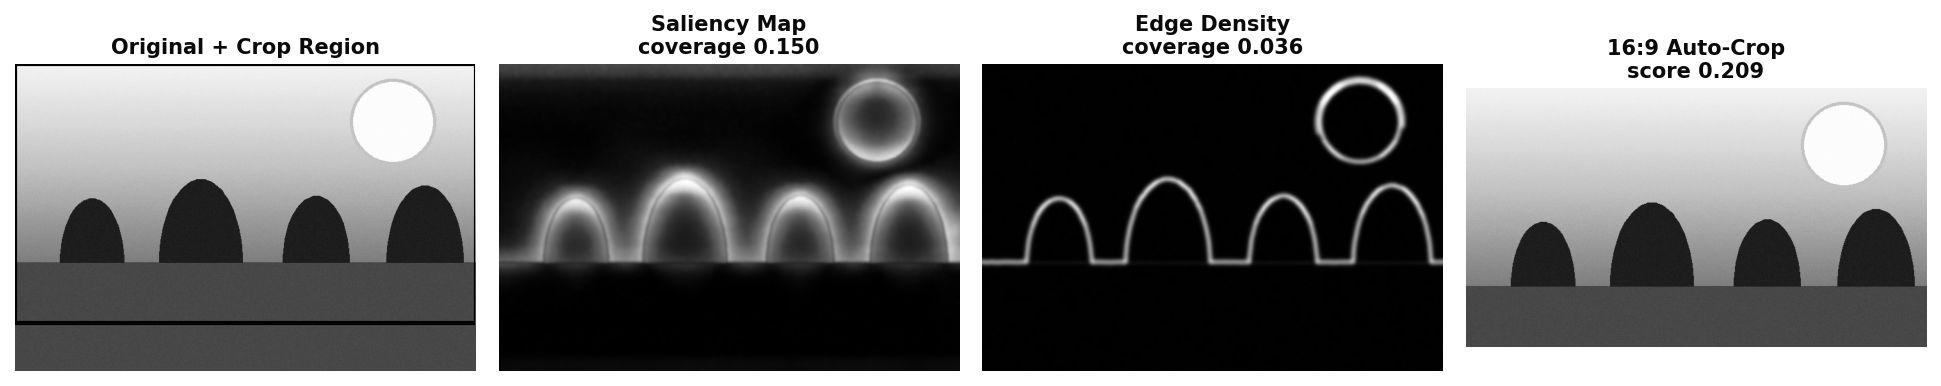 Original + Crop Region
Saliency Map
coverage 0.150
Edge Density
coverage 0.036
16:9 Auto-Crop
score 0.209